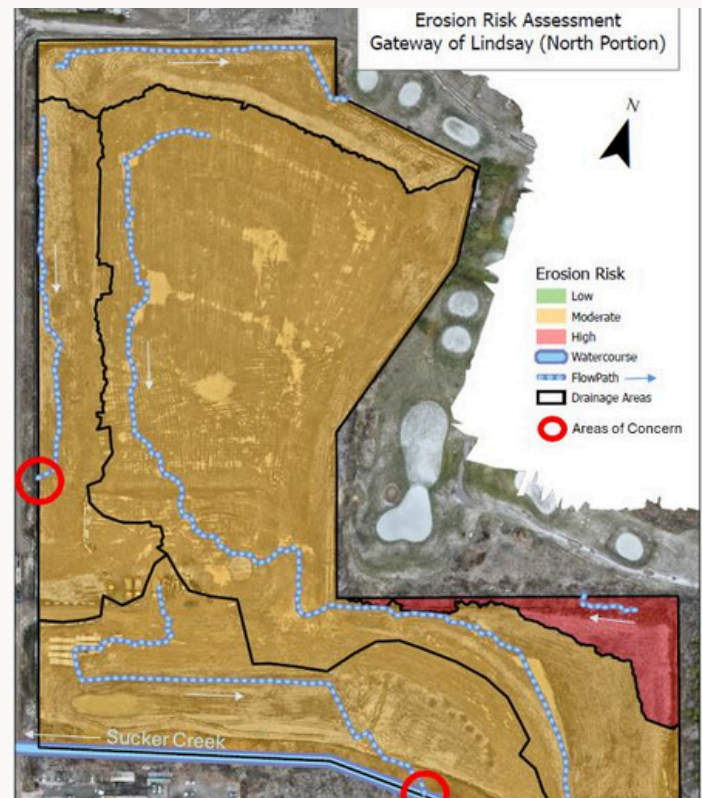 Erosion Risk Assessment
Gateway of Lindsay (North Portion)
N
Erosion Risk
Low
Moderate
High
Watercourse
FlowPath
Drainage Areas
Areas of Concern
Sucker Creek